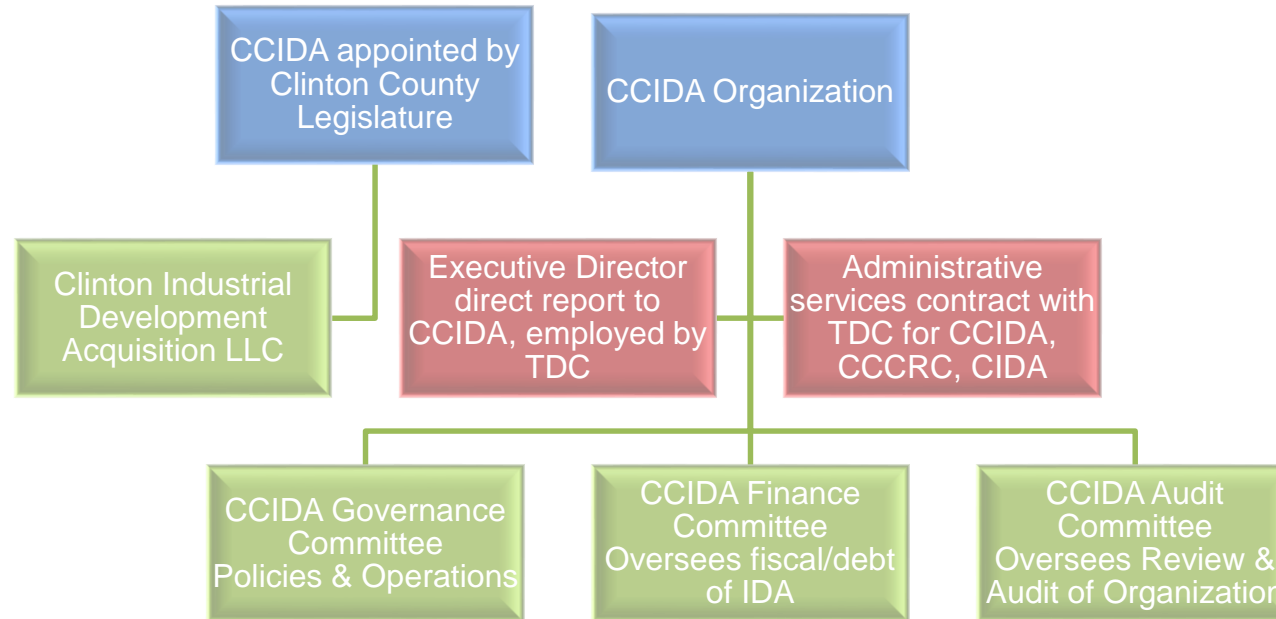 CCIDA appointed by
Clinton County
Legislature
CCIDA Organization
Clinton Industrial
Development
Acquisition LLC
Executive Director
direct report to
CCIDA, employed by
TDC
Administrative
services contract with
TDC for CCIDA,
CCCRC, CIDA
CCIDA Governance
Committee
Policies & Operations
CCIDA Finance
Committee
Oversees fiscal/debt
of IDA
CCIDA Audit
Committee
Oversees Review &
Audit of Organization